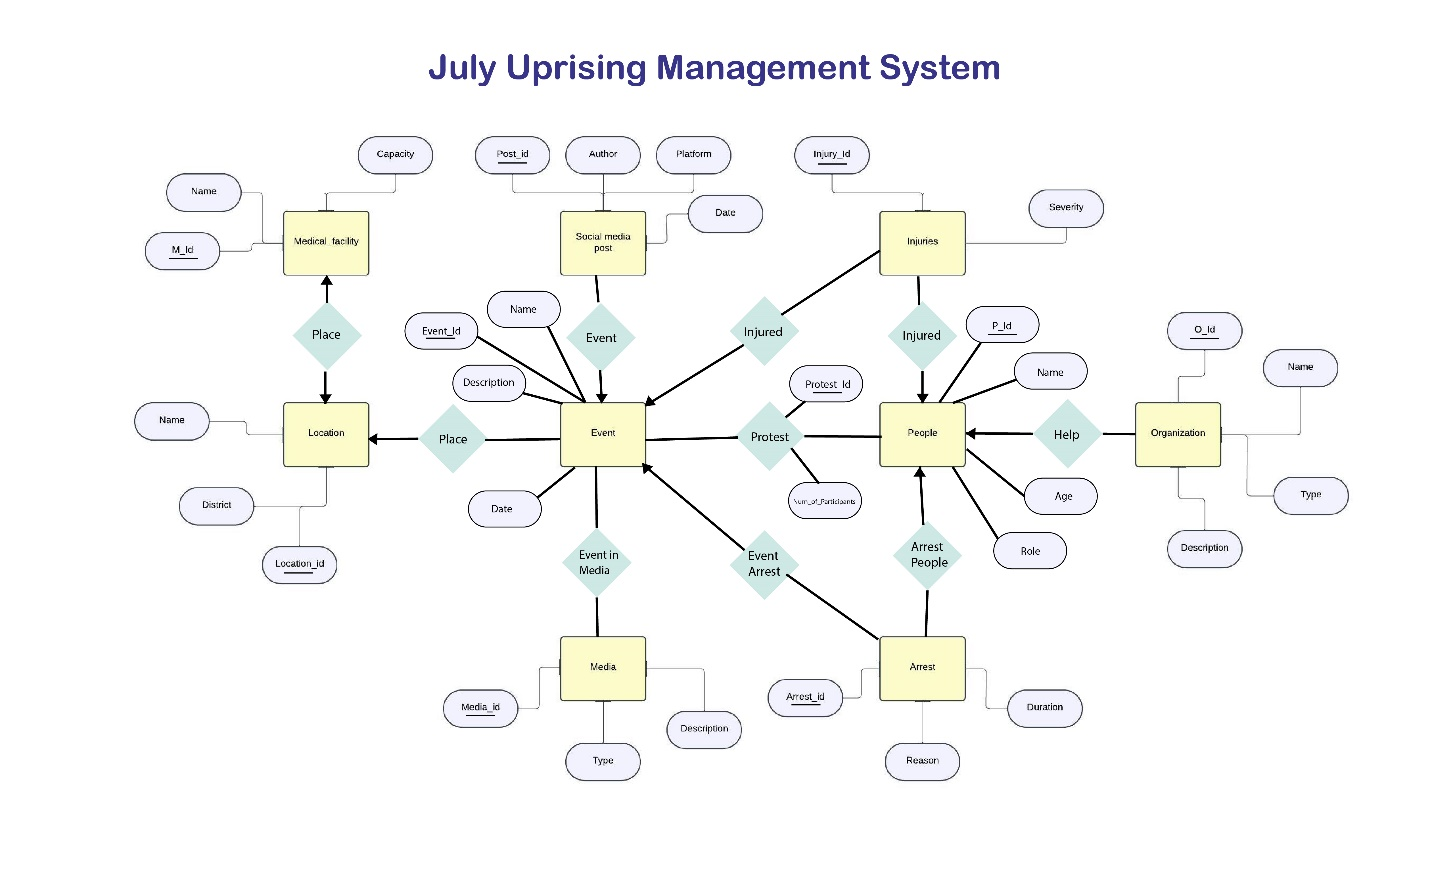 July Uprising Management System
Capacity
Post_id
Author
Platform
Injury_Id
Name
Date
Severity
M_Id
Medical facility
Social media
post
Injuries
Name
Event_Id
Place
Event
Injured
Injured
P_Id
O_Id
Description
Protest_Id
Name
Name
Name
Location
Place
Event
Protest
People
Help
Organization
District
Date
Num_of_Participants
Age
Type
Location_id
Event in
Media
Event
Arrest
Arrest
People
Role
Description
Media
Arrest
Media_id
Description
Arrest_id
Duration
Type
Reason